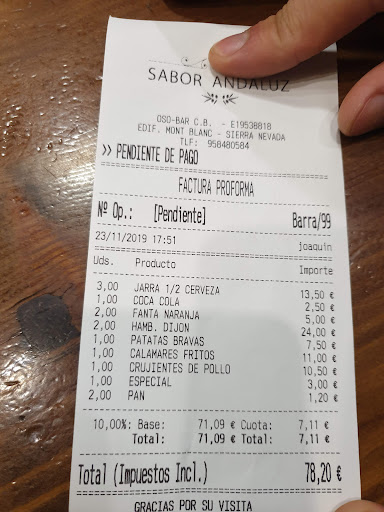 SABOR ANDALUZ
OSO-BAR C.B. - E19538818
EDIF. MONT BLANC - SIERRA NEVADA
TLF: 958480584
>> PENDIENTE DE PAGO
FACTURA PROFORMA
Nº Op.: [Pendiente] Barra/99
23/11/2019 17:51 joaquin
Uds. Producto Importe
3,00 JARRA 1/2 CERVEZA 13,50 €
1,00 COCA COLA 2,50 €
2,00 FANTA NARANJA 5,00 €
2,00 HAMB. DIJON 24,00 €
1,00 PATATAS BRAVAS 7,50 €
1,00 CALAMARES FRITOS 11,00 €
1,00 CRUJIENTES DE POLLO 10,50 €
1,00 ESPECIAL 3,00 €
2,00 PAN 1,20 €
10,00%: Base: 71,09 € Cuota: 7,11 €
Total: 71,09 € Total: 7,11 €
Total (Impuestos Incl.) 78,20 €
GRACIAS POR SU VISITA